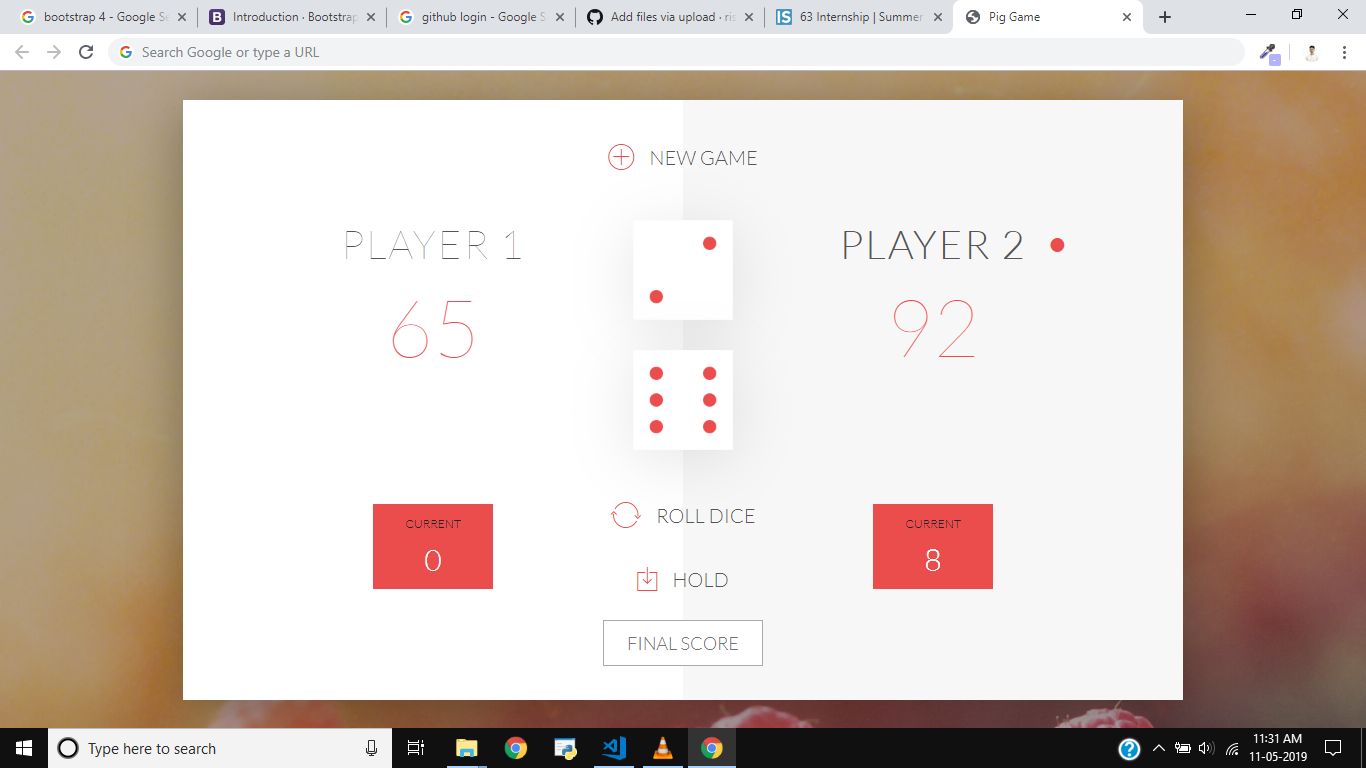 bootstrap 4 - Google Se
Introduction · Bootstrap
github login - Google S
Add files via upload · ris
63 Internship | Summer
Pig Game
Search Google or type a URL
NEW GAME
PLAYER 1
PLAYER 2
65
92
CURRENT
0
ROLL DICE
CURRENT
8
HOLD
FINAL SCORE
Type here to search
11:31 AM
11-05-2019